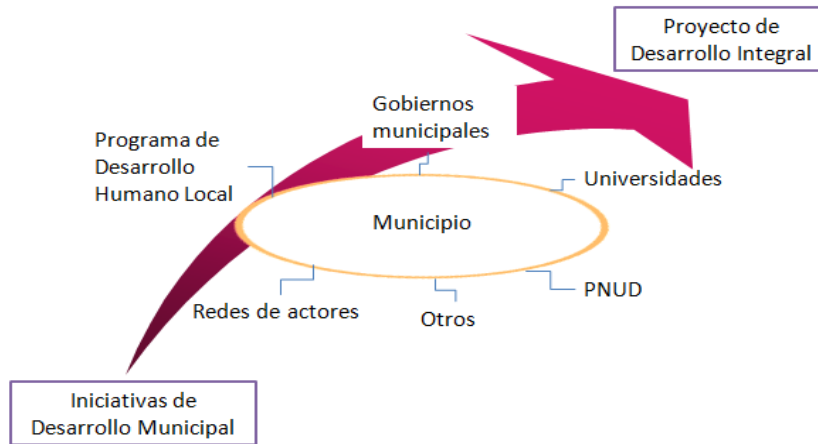 Proyecto de
Desarrollo Integral
Gobiernos
municipales
Programa de
Desarrollo
Humano Local
Universidades
Municipio
PNUD
Redes de actores
Otros
Iniciativas de
Desarrollo Municipal